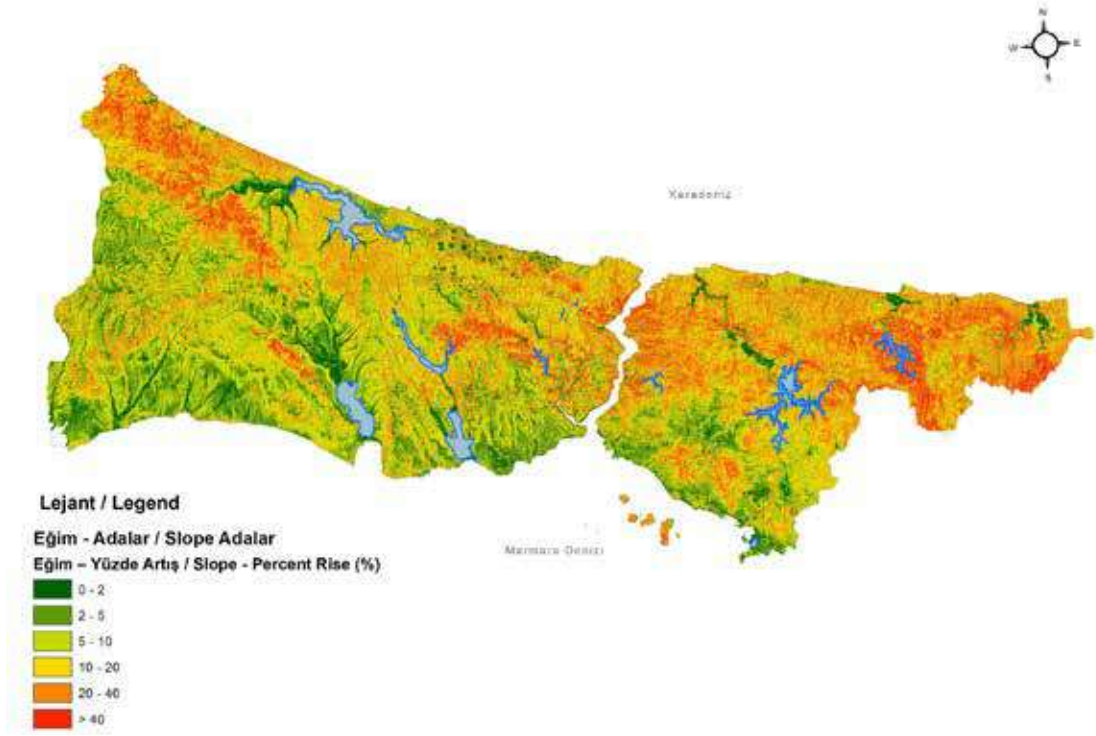 N
W E
S
Karadeniz
Marmara Denizi
Lejant / Legend
Eğim - Adalar / Slope Adalar
Eğim – Yüzde Artış / Slope - Percent Rise (%)
0 - 2
2 - 5
5 - 10
10 - 20
20 - 40
> 40